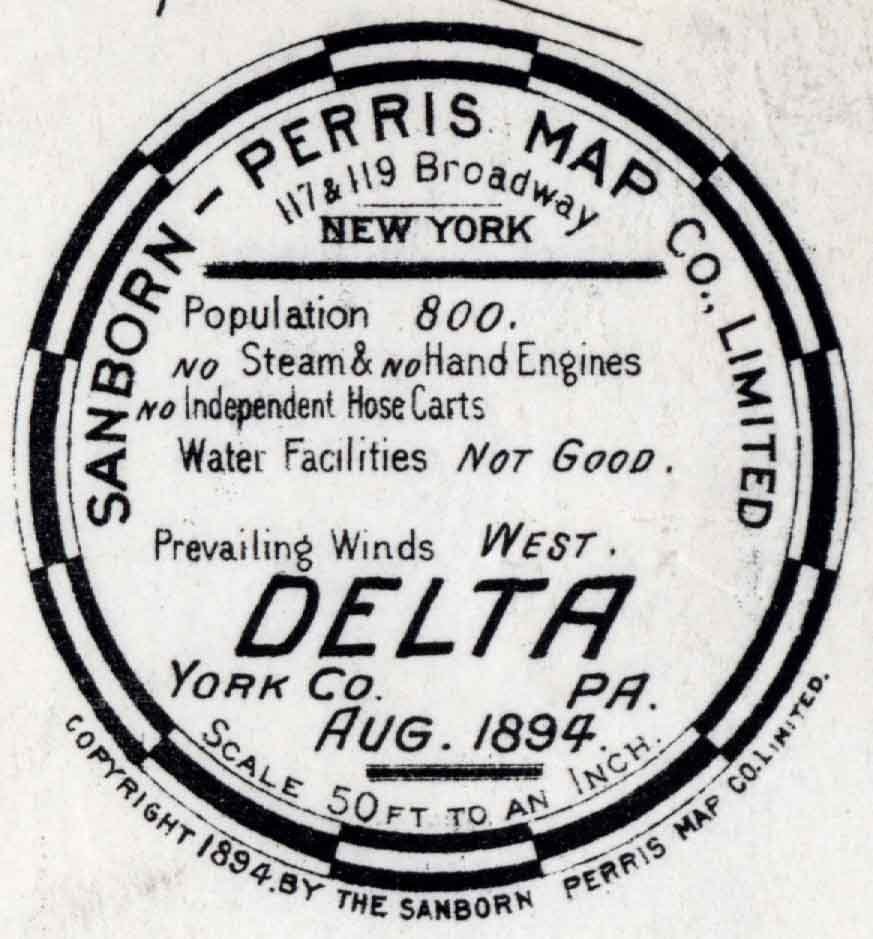 SANBORN - PERRIS MAP CO., LIMITED
117 & 119 Broadway
NEW YORK
Population 800.
NO Steam & NO Hand Engines
NO Independent Hose Carts
Water Facilities NOT GOOD.
Prevailing Winds WEST.
DELTA
YORK CO. PA.
AUG. 1894.
SCALE 50 FT TO AN INCH.
COPYRIGHT 1894. BY THE SANBORN PERRIS MAP CO. LIMITED.